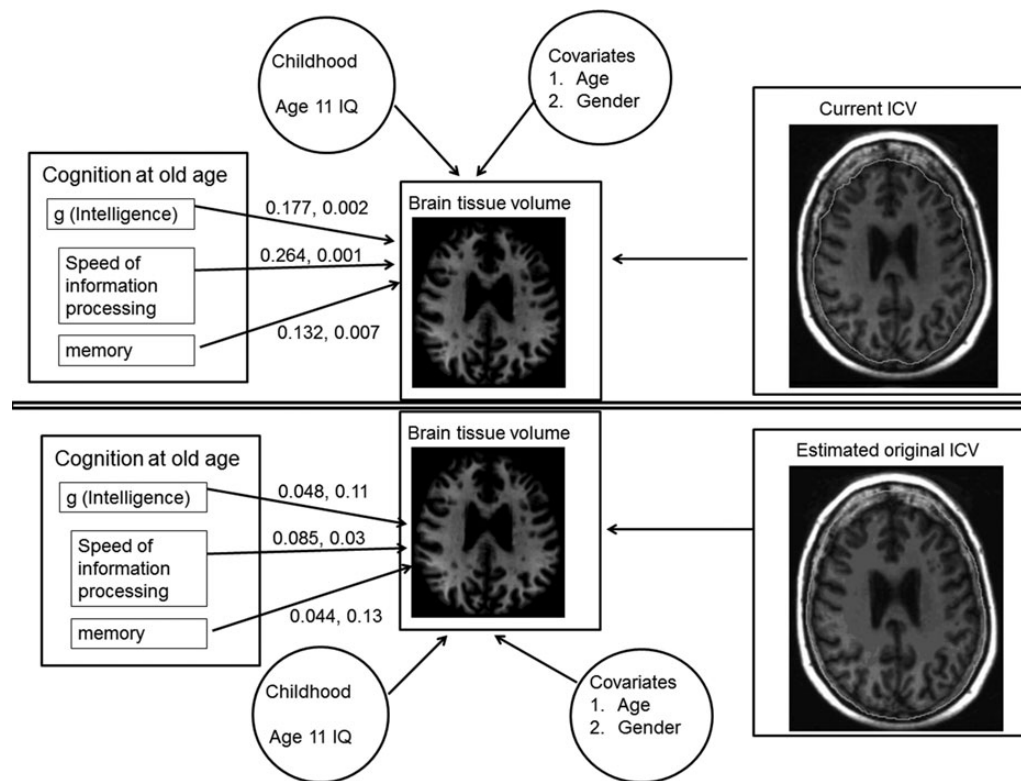 Childhood
Age 11 IQ
Covariates
1. Age
2. Gender
Current ICV
Cognition at old age
g (Intelligence)
Speed of
information
processing
memory
0.177, 0.002
0.264, 0.001
0.132, 0.007
Brain tissue volume
Brain tissue volume
Cognition at old age
g (Intelligence)
Speed of
information
processing
memory
0.048, 0.11
0.085, 0.03
0.044, 0.13
Estimated original ICV
Childhood
Age 11 IQ
Covariates
1. Age
2. Gender